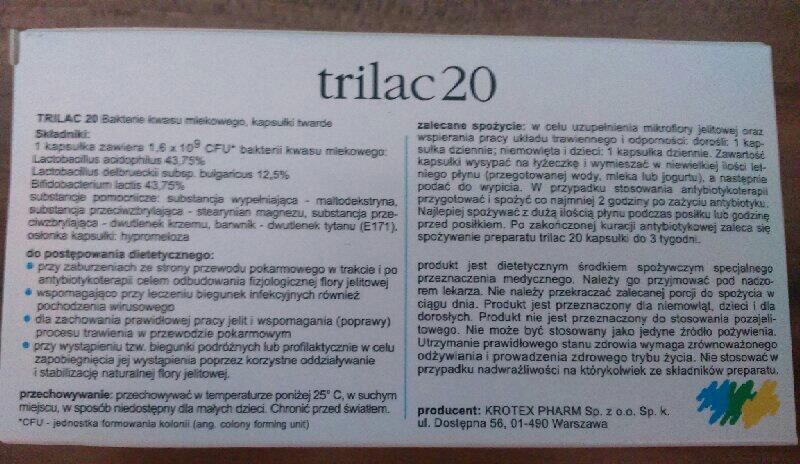 trilac 20
TRILAC 20 Bakterie kwasu mlekowego, kapsułki twarde
Składniki:
1 kapsułka zawiera 1,6 x 10⁹ CFU* bakterii kwasu mlekowego:
Lactobacillus acidophilus 43,75%
Lactobacillus delbrueckii subsp. bulgaricus 12,5%
Bifidobacterium lactis 43,75%
substancje pomocnicze: substancja wypełniająca - maltodekstryna,
substancja przeciwzbrylająca - stearynian magnezu, substancja prze-
ciwzbrylająca - dwutlenek krzemu, barwnik - dwutlenek tytanu (E171).
osłonka kapsułki: hypromeloza
do postępowania dietetycznego:
• przy zaburzeniach ze strony przewodu pokarmowego w trakcie i po
antybiotykoterapii celem odbudowania fizjologicznej flory jelitowej
• wspomagająco przy leczeniu biegunek infekcyjnych również
pochodzenia wirusowego
• dla zachowania prawidłowej pracy jelit i wspomagania (poprawy)
procesu trawienia w przewodzie pokarmowym
• przy wystąpieniu tzw. biegunki podróżnych lub profilaktycznie w celu
zapobiegnięcia jej wystąpienia poprzez korzystne oddziaływanie
i stabilizację naturalnej flory jelitowej.
przechowywanie: przechowywać w temperaturze poniżej 25° C, w suchym
miejscu, w sposób niedostępny dla małych dzieci. Chronić przed światłem.
*CFU - jednostka formowania kolonii (ang. colony forming unit)
zalecane spożycie: w celu uzupełnienia mikroflory jelitowej oraz
wspierania pracy układu trawiennego i odporności: dorośli: 1 kap-
sułka dziennie; niemowlęta i dzieci: 1 kapsułka dziennie. Zawartość
kapsułki wysypać na łyżeczkę i wymieszać w niewielkiej ilości let-
niego płynu (przegotowanej wody, mleka lub jogurtu), a następnie
podać do wypicia. W przypadku stosowania antybiotykoterapii
przygotować i spożyć co najmniej 2 godziny po zażyciu antybiotyku.
Najlepiej spożywać z dużą ilością płynu podczas posiłku lub godzinę
przed posiłkiem. Po zakończonej kuracji antybiotykowej zaleca się
spożywanie preparatu trilac 20 kapsułki do 3 tygodni.
produkt jest dietetycznym środkiem spożywczym specjalnego
przeznaczenia medycznego. Należy go przyjmować pod nadzo-
rem lekarza. Nie należy przekraczać zalecanej porcji do spożycia w
ciągu dnia. Produkt jest przeznaczony dla niemowląt, dzieci i dla
dorosłych. Produkt nie jest przeznaczony do stosowania pozajeli-
towego. Nie może być stosowany jako jedyne źródło pożywienia.
Utrzymanie prawidłowego stanu zdrowia wymaga zrównoważonego
odżywiania i prowadzenia zdrowego trybu życia. Nie stosować w
przypadku nadwrażliwości na którykolwiek ze składników preparatu.
producent: KROTEX PHARM Sp. z o.o. Sp. k.
ul. Dostępna 56, 01-490 Warszawa